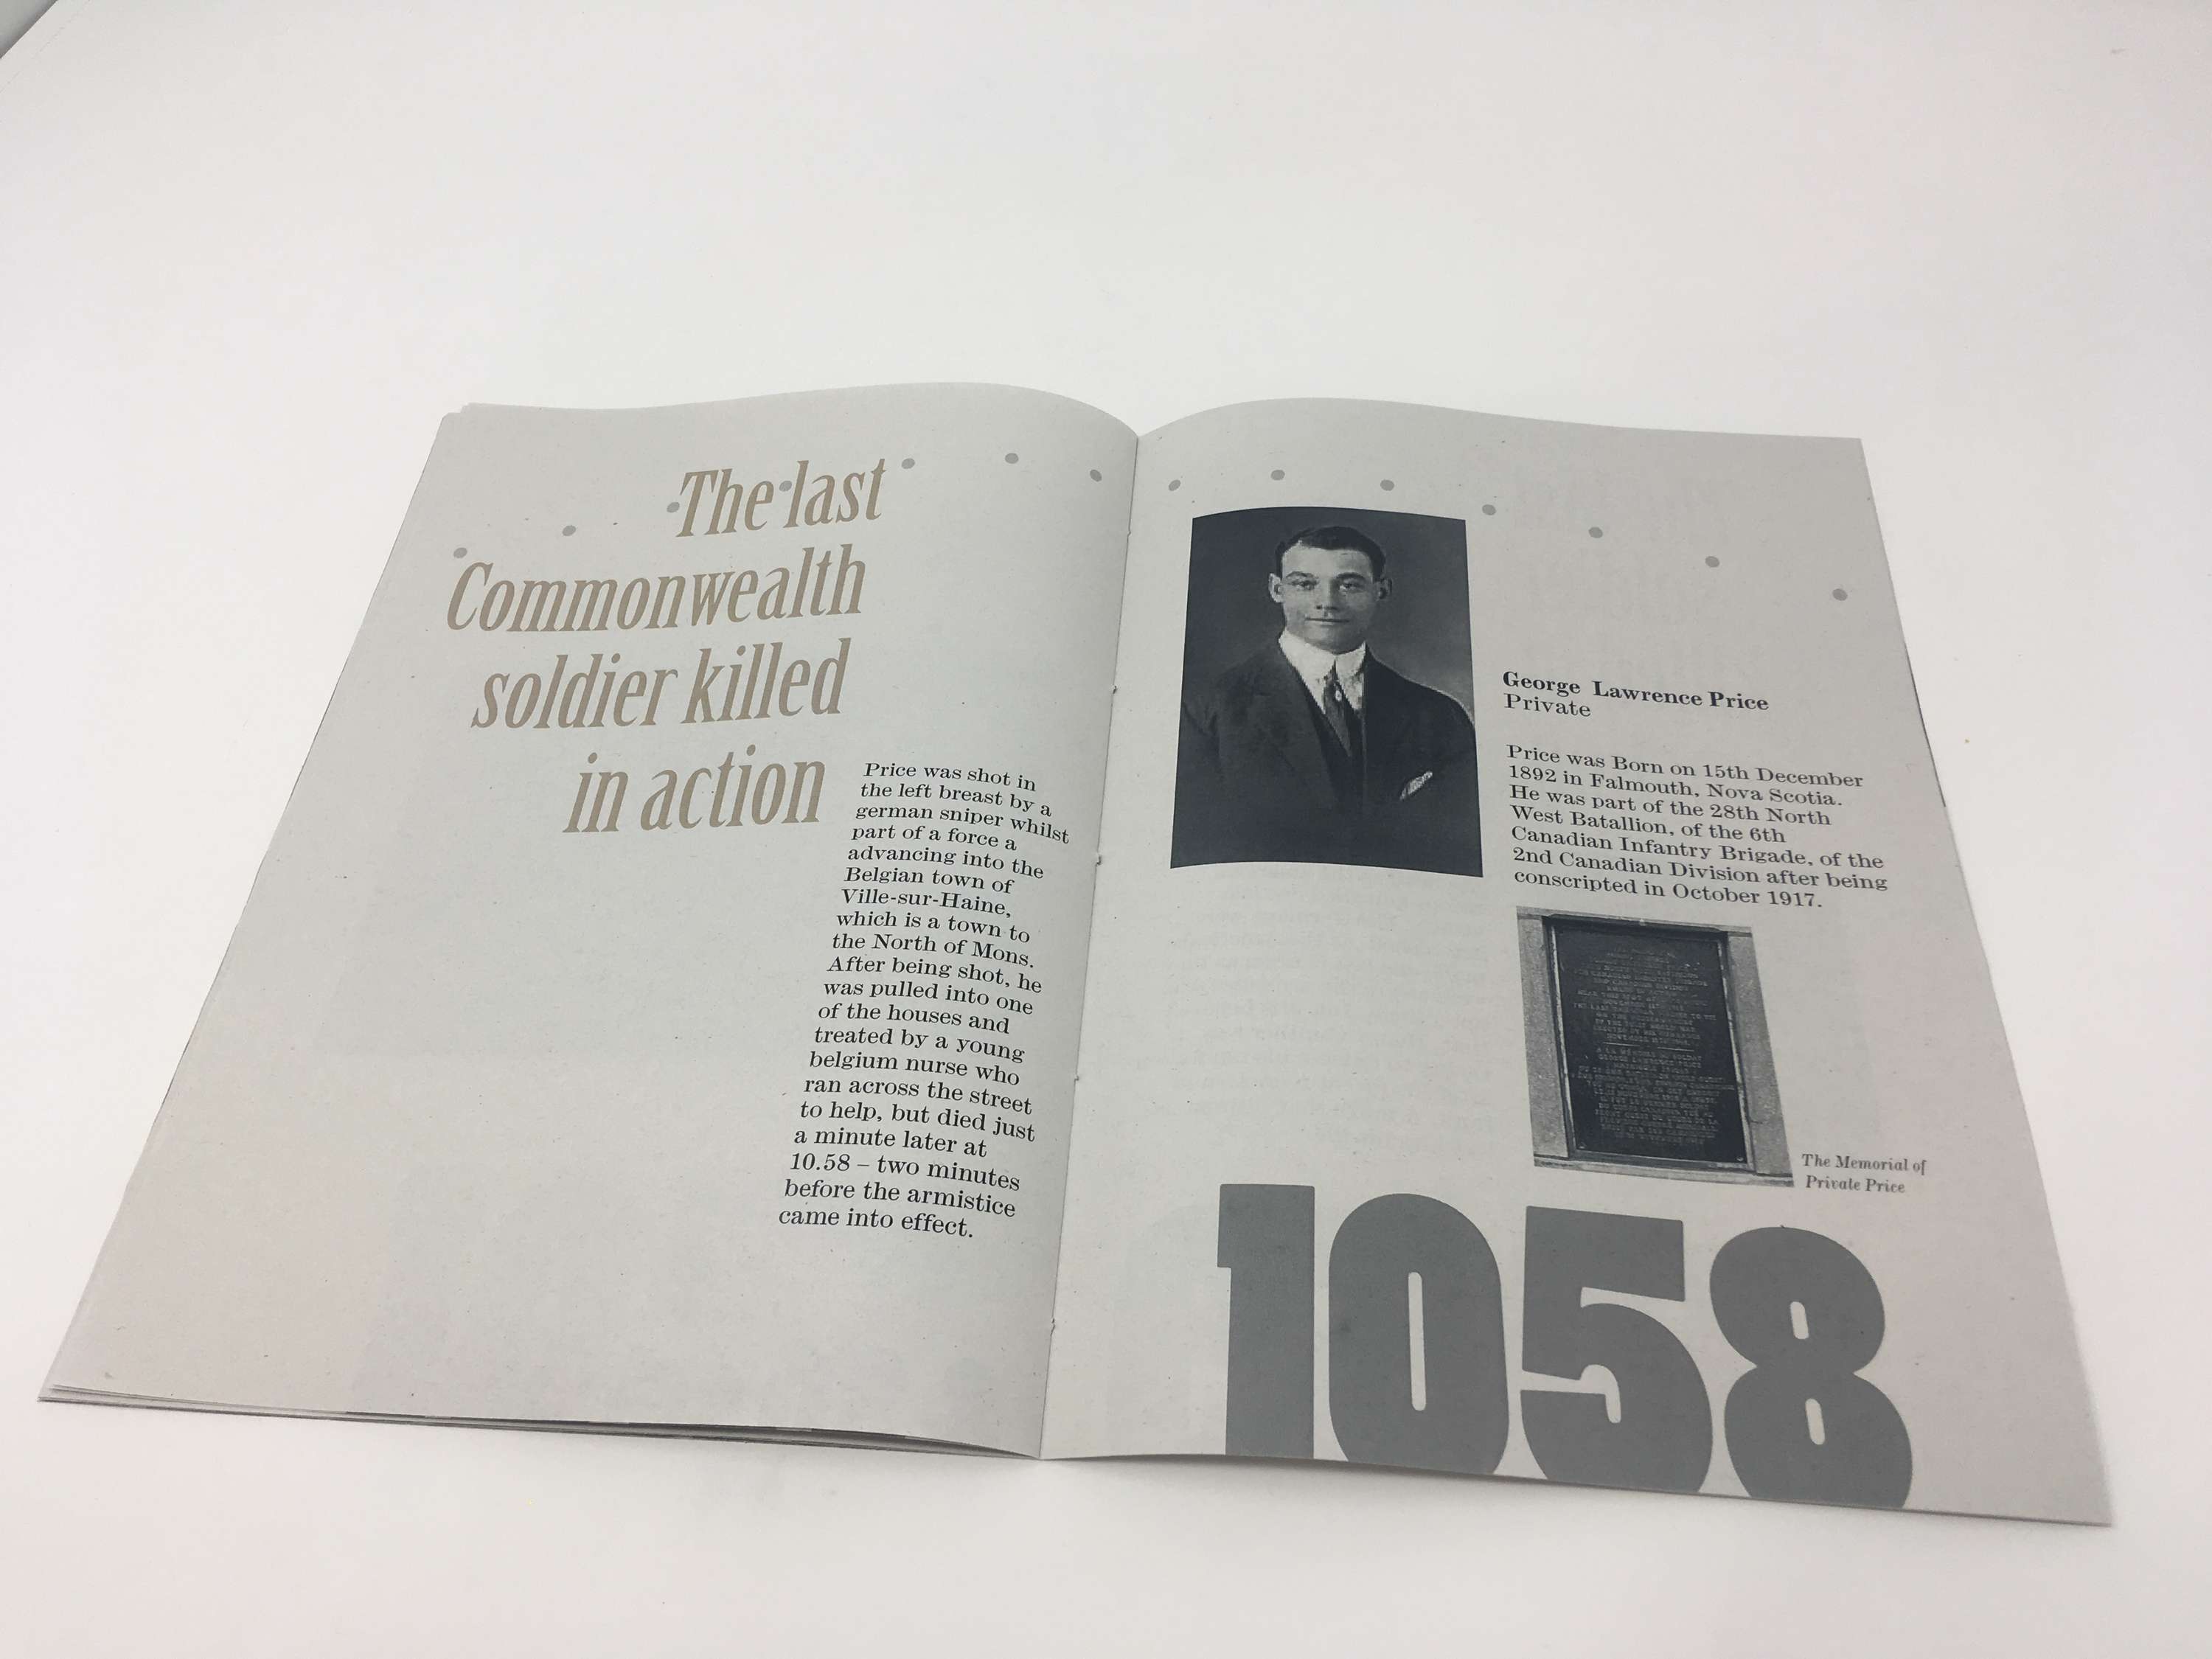 The last
Commonwealth
soldier killed
in action
Price was shot in
the left breast by a
german sniper whilst
part of a force a
advancing into the
Belgian town of
Ville-sur-Haine,
which is a town to
the North of Mons.
After being shot, he
was pulled into one
of the houses and
treated by a young
belgium nurse who
ran across the street
to help, but died just
a minute later at
10.58 – two minutes
before the armistice
came into effect.
George Lawrence Price
Private
Price was Born on 15th December
1892 in Falmouth, Nova Scotia.
He was part of the 28th North
West Batallion, of the 6th
Canadian Infantry Brigade, of the
2nd Canadian Division after being
conscripted in October 1917.
The Memorial of
Private Price
1058